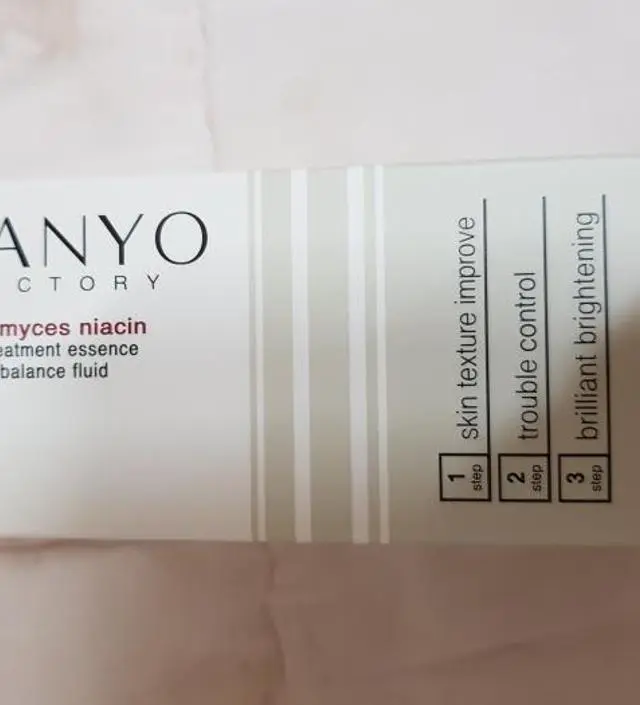 ANYO
CTORY
myces niacin
eatment essence
balance fluid
1 step skin texture improve
2 step trouble control
3 step brilliant brightening